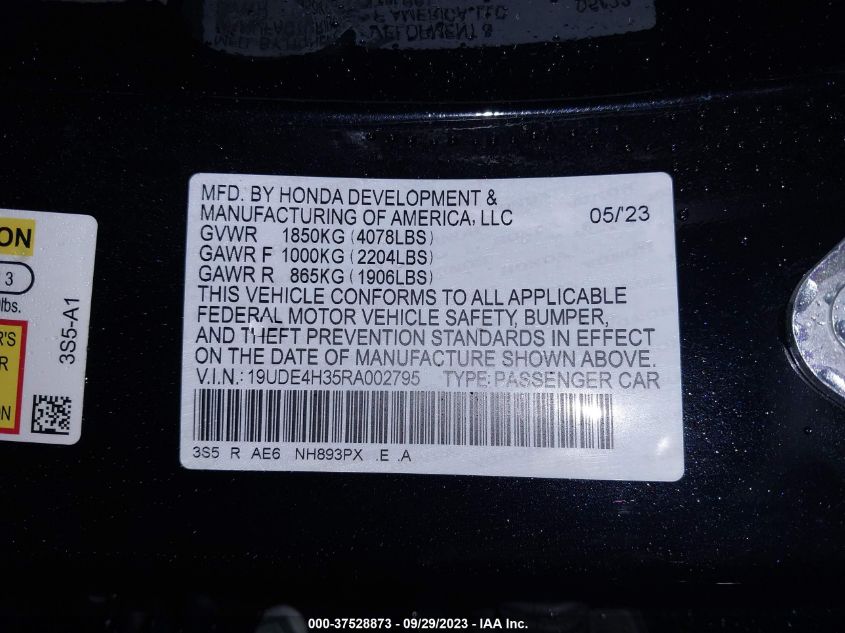 MFD. BY HONDA DEVELOPMENT &
MANUFACTURING OF AMERICA, LLC 05/'23
GVWR 1850KG (4078LBS)
GAWR F 1000KG (2204LBS)
GAWR R 865KG (1906LBS)
THIS VEHICLE CONFORMS TO ALL APPLICABLE
FEDERAL MOTOR VEHICLE SAFETY, BUMPER,
AND THEFT PREVENTION STANDARDS IN EFFECT
ON THE DATE OF MANUFACTURE SHOWN ABOVE.
V.I.N.: 19UDE4H35RA002795 TYPE: PASSENGER CAR
3S5 R AE6 NH893PX .E .A
ON
3
lbs.
3S5-A1
R'S
R
ON
000-37528873 - 09/29/2023 - IAA Inc.